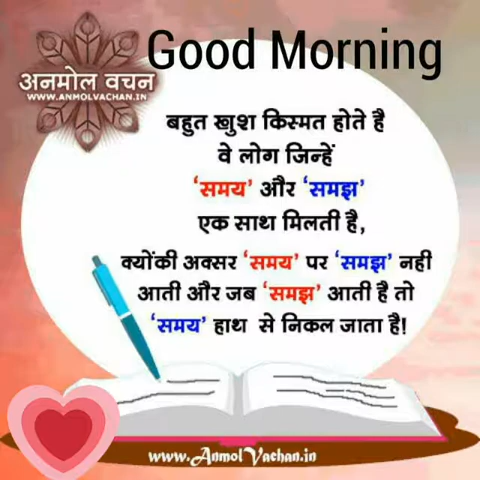 Good Morning
अनमोल वचन
WWW.ANMOLVACHAN.IN
बहुत खुश किस्मत होते है
वे लोग जिन्हें
‘समय’ और ‘समझ’
एक साथ मिलती है,
क्योंकी अक्सर ‘समय’ पर ‘समझ’ नही
आती और जब ‘समझ’ आती है तो
‘समय’ हाथ से निकल जाता है!
www.AnmolVachan.in